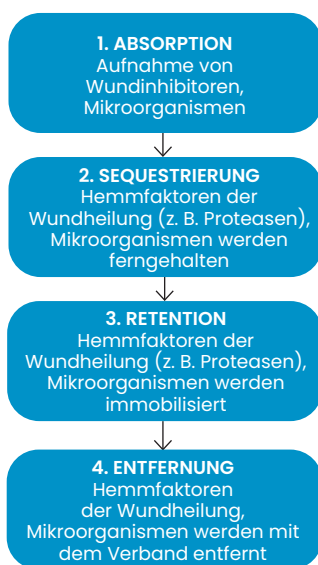 1. ABSORPTION
Aufnahme von
Wundinhibitoren,
Mikroorganismen
2. SEQUESTRIERUNG
Hemmfaktoren der
Wundheilung (z. B. Proteasen),
Mikroorganismen werden
ferngehalten
3. RETENTION
Hemmfaktoren der
Wundheilung (z. B. Proteasen),
Mikroorganismen werden
immobilisiert
4. ENTFERNUNG
Hemmfaktoren
der Wundheilung,
Mikroorganismen werden mit
dem Verband entfernt